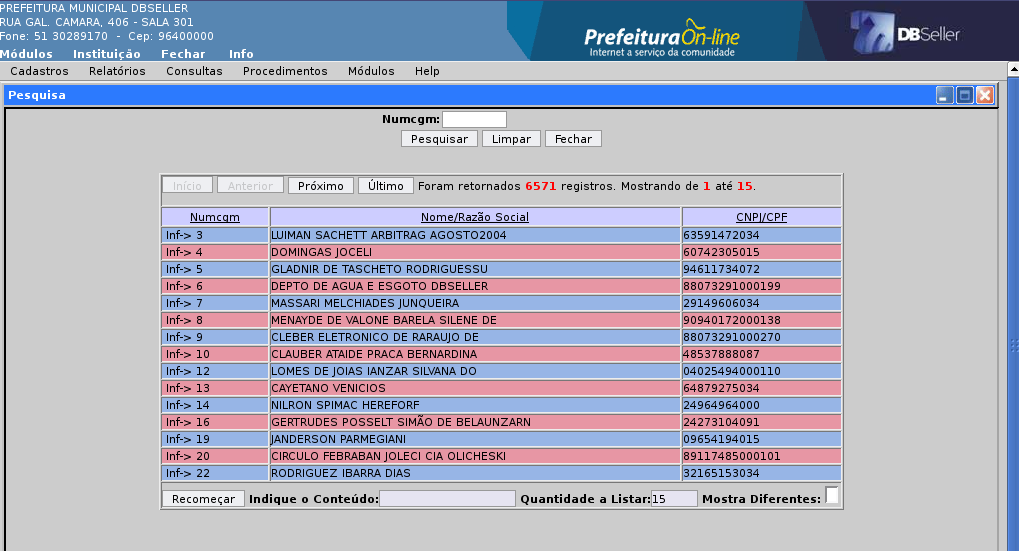 PREFEITURA MUNICIPAL DBSELLER
RUA GAL. CAMARA, 406 - SALA 301
Fone: 51 30289170 - Cep: 96400000
Módulos Instituição Fechar Info
PrefeituraOn-line
Internet a serviço da comunidade
DBSeller
Cadastros Relatórios Consultas Procedimentos Módulos Help
Pesquisa
Numcgm:
Pesquisar Limpar Fechar
Início Anterior Próximo Último Foram retornados 6571 registros. Mostrando de 1 até 15.
Numcgm Nome/Razão Social CNPJ/CPF
Inf-> 3 LUIMAN SACHETT ARBITRAG AGOSTO2004 63591472034
Inf-> 4 DOMINGAS JOCELI 60742305015
Inf-> 5 GLADNIR DE TASCHETO RODRIGUESSU 94611734072
Inf-> 6 DEPTO DE AGUA E ESGOTO DBSELLER 88073291000199
Inf-> 7 MASSARI MELCHIADES JUNQUEIRA 29149606034
Inf-> 8 MENAYDE DE VALONE BARELA SILENE DE 90940172000138
Inf-> 9 CLEBER ELETRONICO DE RARAUJO DE 88073291000270
Inf-> 10 CLAUBER ATAIDE PRACA BERNARDINA 48537888087
Inf-> 12 LOMES DE JOIAS IANZAR SILVANA DO 04025494000110
Inf-> 13 CAYETANO VENICIOS 64879275034
Inf-> 14 NILRON SPIMAC HEREFORF 24964964000
Inf-> 16 GERTRUDES POSSELT SIMÃO DE BELAUNZARN 24273104091
Inf-> 19 JANDERSON PARMEGIANI 09654194015
Inf-> 20 CIRCULO FEBRABAN JOLECI CIA OLICHESKI 89117485000101
Inf-> 22 RODRIGUEZ IBARRA DIAS 32165153034
Recomeçar Indique o Conteúdo: Quantidade a Listar: 15 Mostra Diferentes: